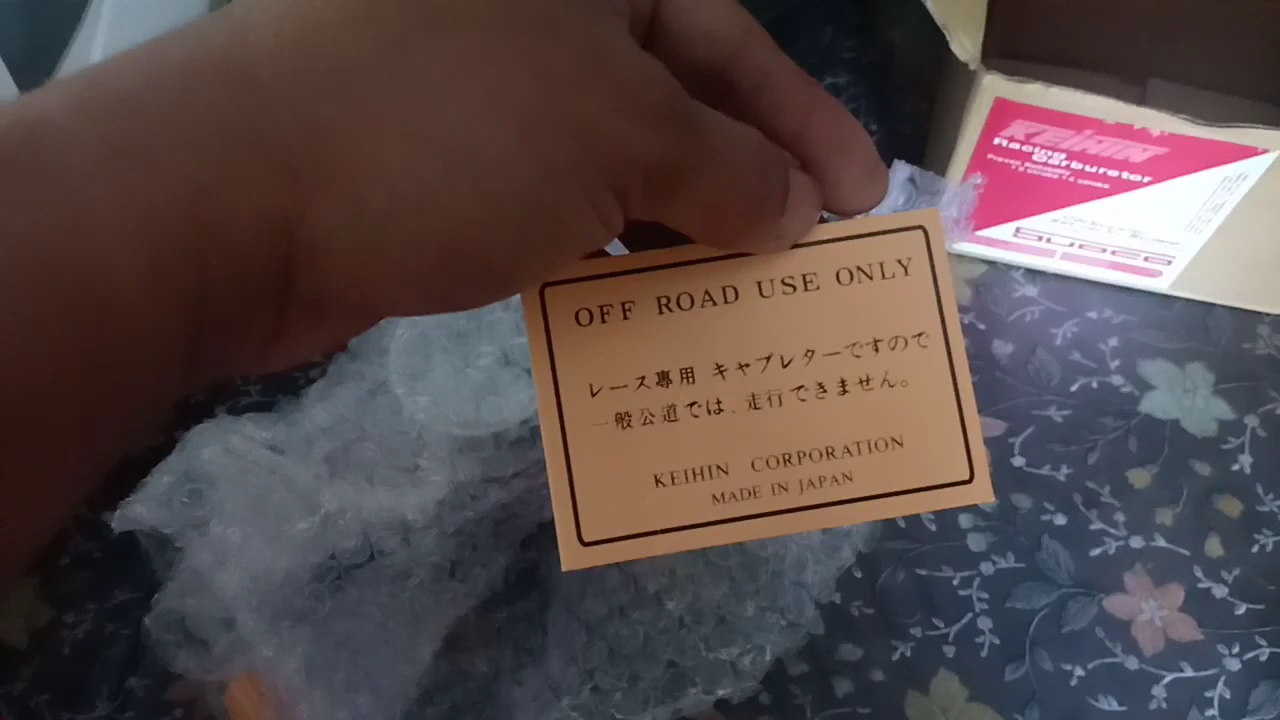 OFF ROAD USE ONLY
レース専用 キャブレターですので
一般公道では、走行できません。
KEIHIN CORPORATION
MADE IN JAPAN
KEIHIN
Racing
Carburetor
Proven Reliability